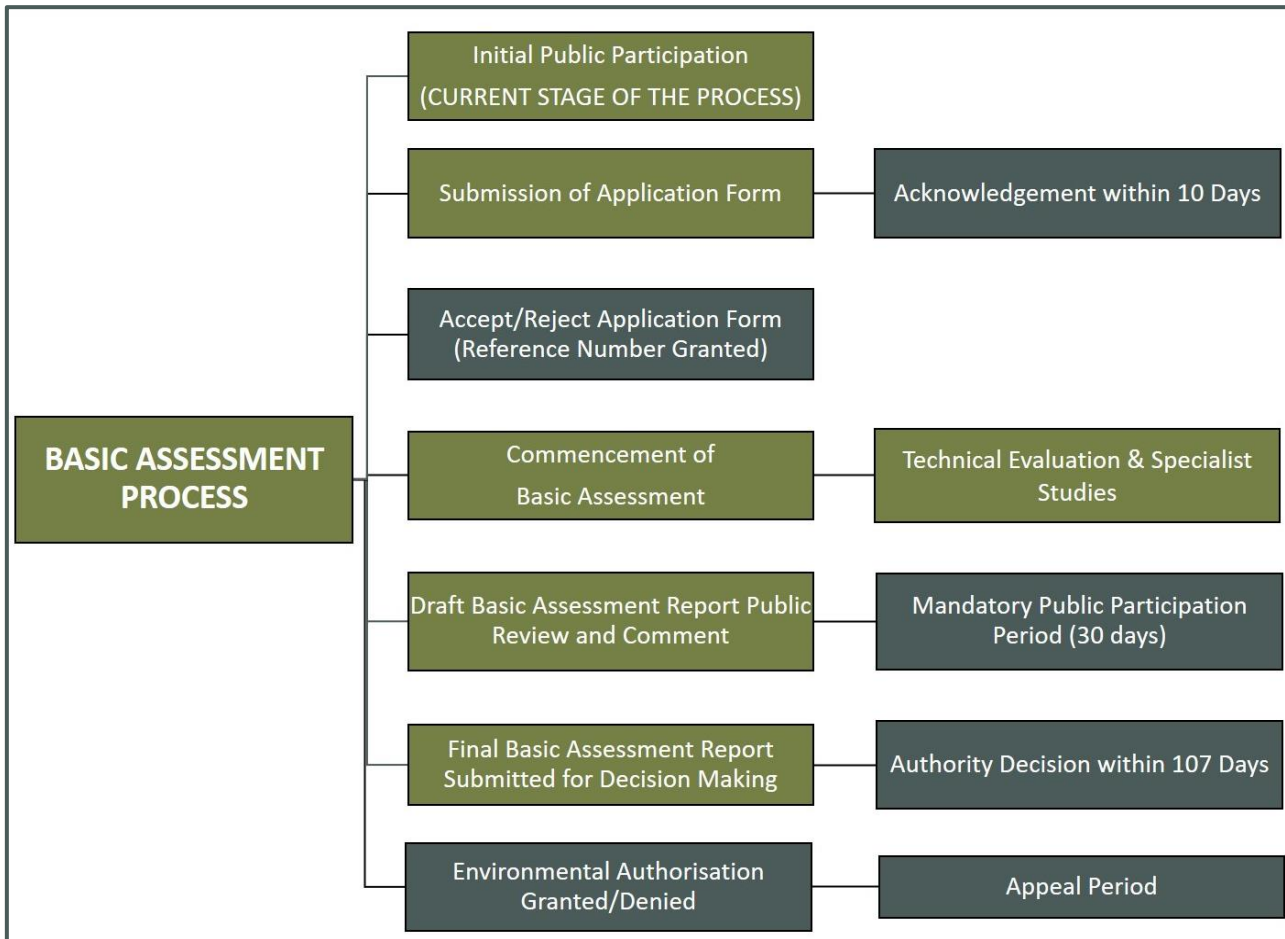 Initial Public Participation
(CURRENT STAGE OF THE PROCESS)
Submission of Application Form
Acknowledgement within 10 Days
Accept/Reject Application Form
(Reference Number Granted)
BASIC ASSESSMENT
PROCESS
Commencement of
Basic Assessment
Technical Evaluation & Specialist
Studies
Draft Basic Assessment Report Public
Review and Comment
Mandatory Public Participation
Period (30 days)
Final Basic Assessment Report
Submitted for Decision Making
Authority Decision within 107 Days
Environmental Authorisation
Granted/Denied
Appeal Period